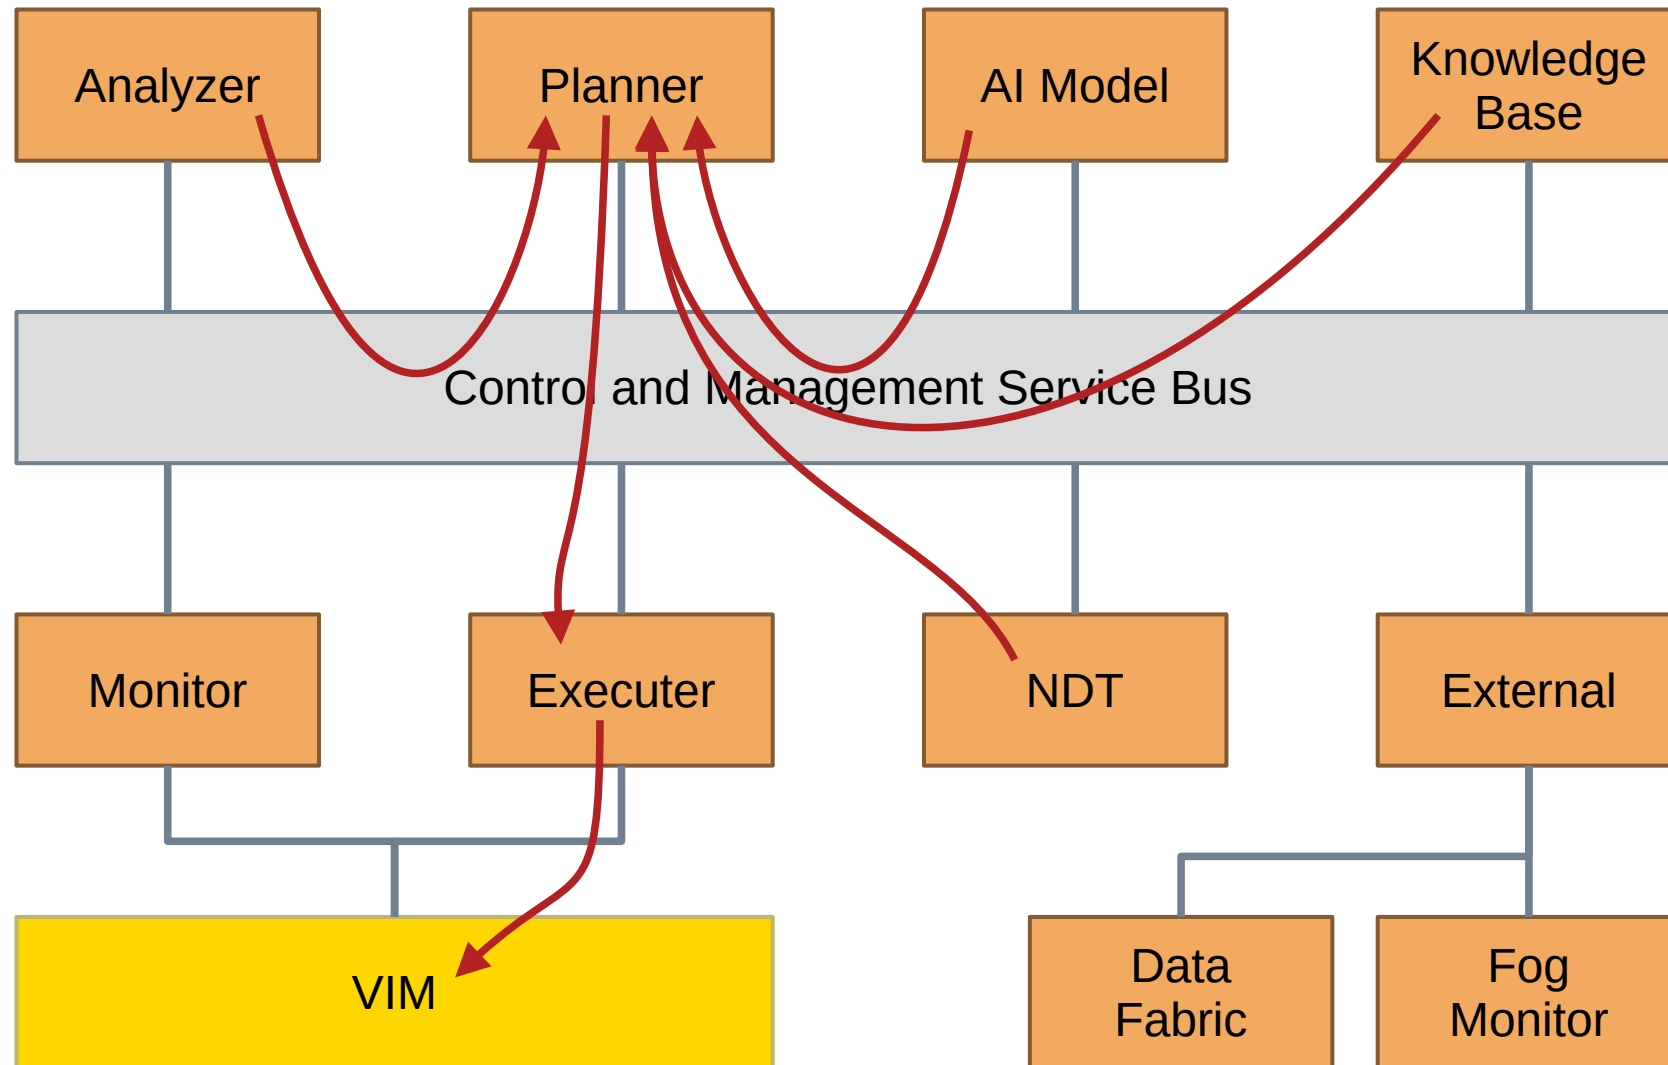 Analyzer
Planner
AI Model
Knowledge
Base
Control and Management Service Bus
Monitor
Executer
NDT
External
VIM
Data
Fabric
Fog
Monitor